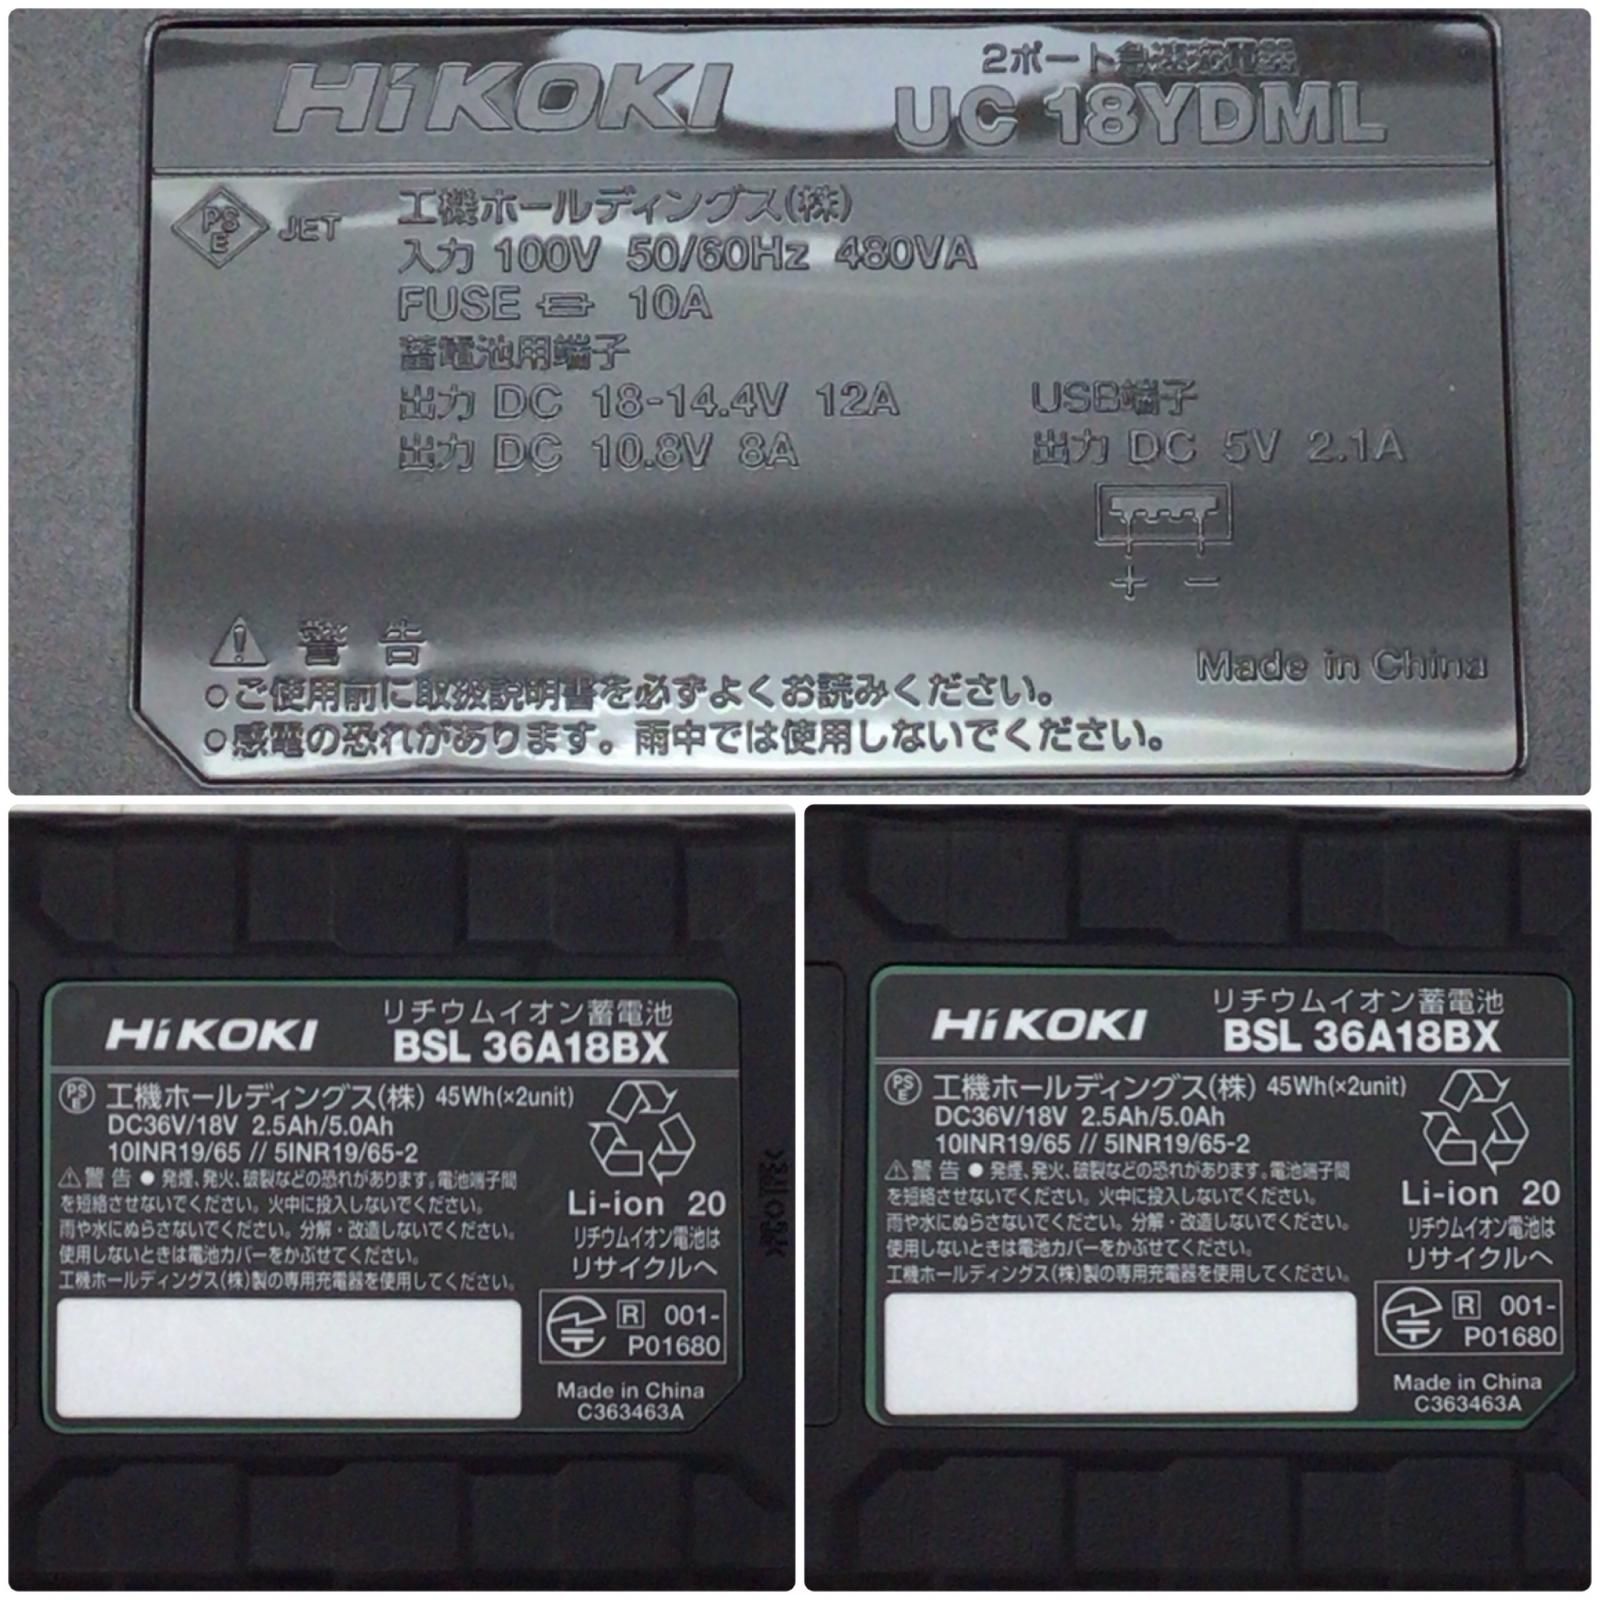 HiKOKI
2ポート急速充電器
UC 18YDML
PSE JET
工機ホールディングス(株)
入力 100V 50/60Hz 480VA
FUSE 10A
蓄電池用端子
出力 DC 18-14.4V 12A
出力 DC 10.8V 8A
USB端子
出力 DC 5V 2.1A
+ −
Made in China
⚠ 警告
○ご使用前に取扱説明書を必ずよくお読みください。
○感電の恐れがあります。雨中では使用しないでください。
HiKOKI
リチウムイオン蓄電池
BSL 36A18BX
PSE 工機ホールディングス(株) 45Wh(×2unit)
DC36V/18V 2.5Ah/5.0Ah
10INR19/65 // 5INR19/65-2
⚠警告 ● 発煙、発火、破裂などの恐れがあります。電池端子間
を短絡させないでください。火中に投入しないでください。
雨や水にぬらさないでください。分解・改造しないでください。
使用しないときは電池カバーをかぶせてください。
工機ホールディングス(株)製の専用充電器を使用してください。
Li-ion 20
リチウムイオン電池は
リサイクルへ
R 001-
P01680
Made in China
C363463A
HiKOKI
リチウムイオン蓄電池
BSL 36A18BX
PSE 工機ホールディングス(株) 45Wh(×2unit)
DC36V/18V 2.5Ah/5.0Ah
10INR19/65 // 5INR19/65-2
⚠警告 ● 発煙、発火、破裂などの恐れがあります。電池端子間
を短絡させないでください。火中に投入しないでください。
雨や水にぬらさないでください。分解・改造しないでください。
使用しないときは電池カバーをかぶせてください。
工機ホールディングス(株)製の専用充電器を使用してください。
Li-ion 20
リチウムイオン電池は
リサイクルへ
R 001-
P01680
Made in China
C363463A